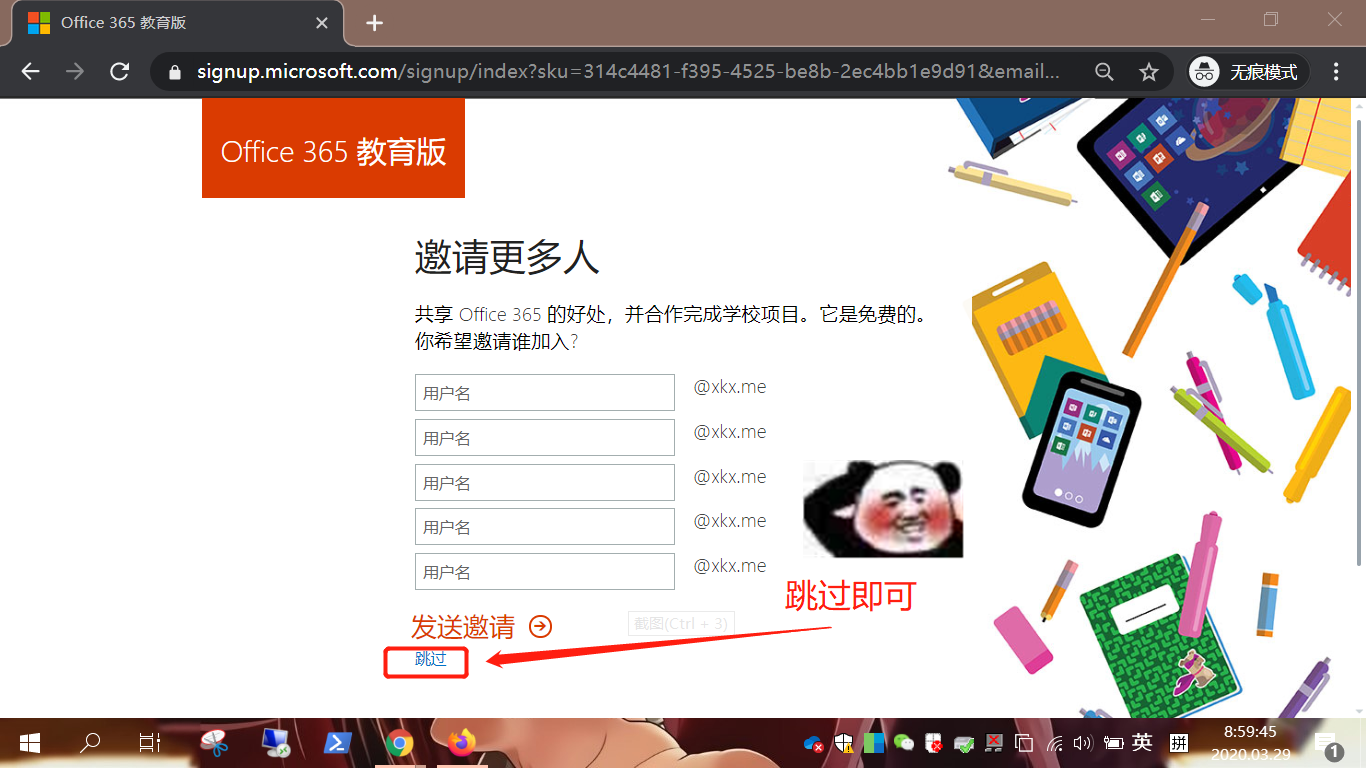 Office 365 教育版
signup.microsoft.com/signup/index?sku=314c4481-f395-4525-be8b-2ec4bb1e9d91&email...
无痕模式
Office 365 教育版
邀请更多人
共享 Office 365 的好处，并合作完成学校项目。它是免费的。
你希望邀请谁加入?
用户名 @xkx.me
用户名 @xkx.me
用户名 @xkx.me
用户名 @xkx.me
用户名 @xkx.me
跳过即可
发送邀请
截图(Ctrl + 3)
跳过
英
拼
8:59:45
2020.03.29
1